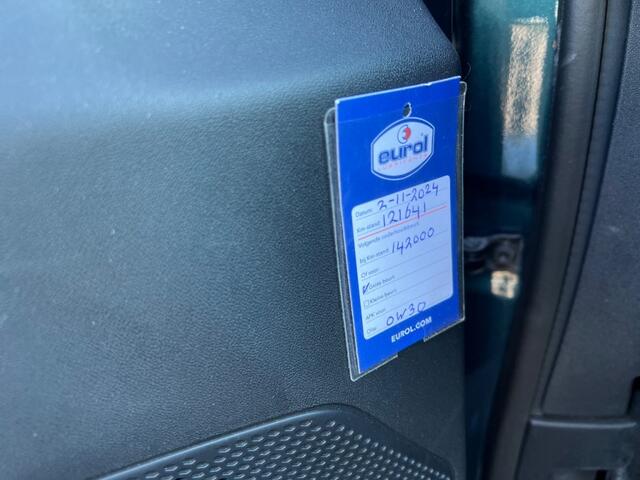 eurol
LUBRICANTS
Datum: 2-11-2024
Km-stand: 121641
Volgende onderhoudsbeurt
bij Km-stand: 142000
Of voor:
Grote beurt
Kleine beurt
APK voor:
Olie: 0W30
EUROL.COM